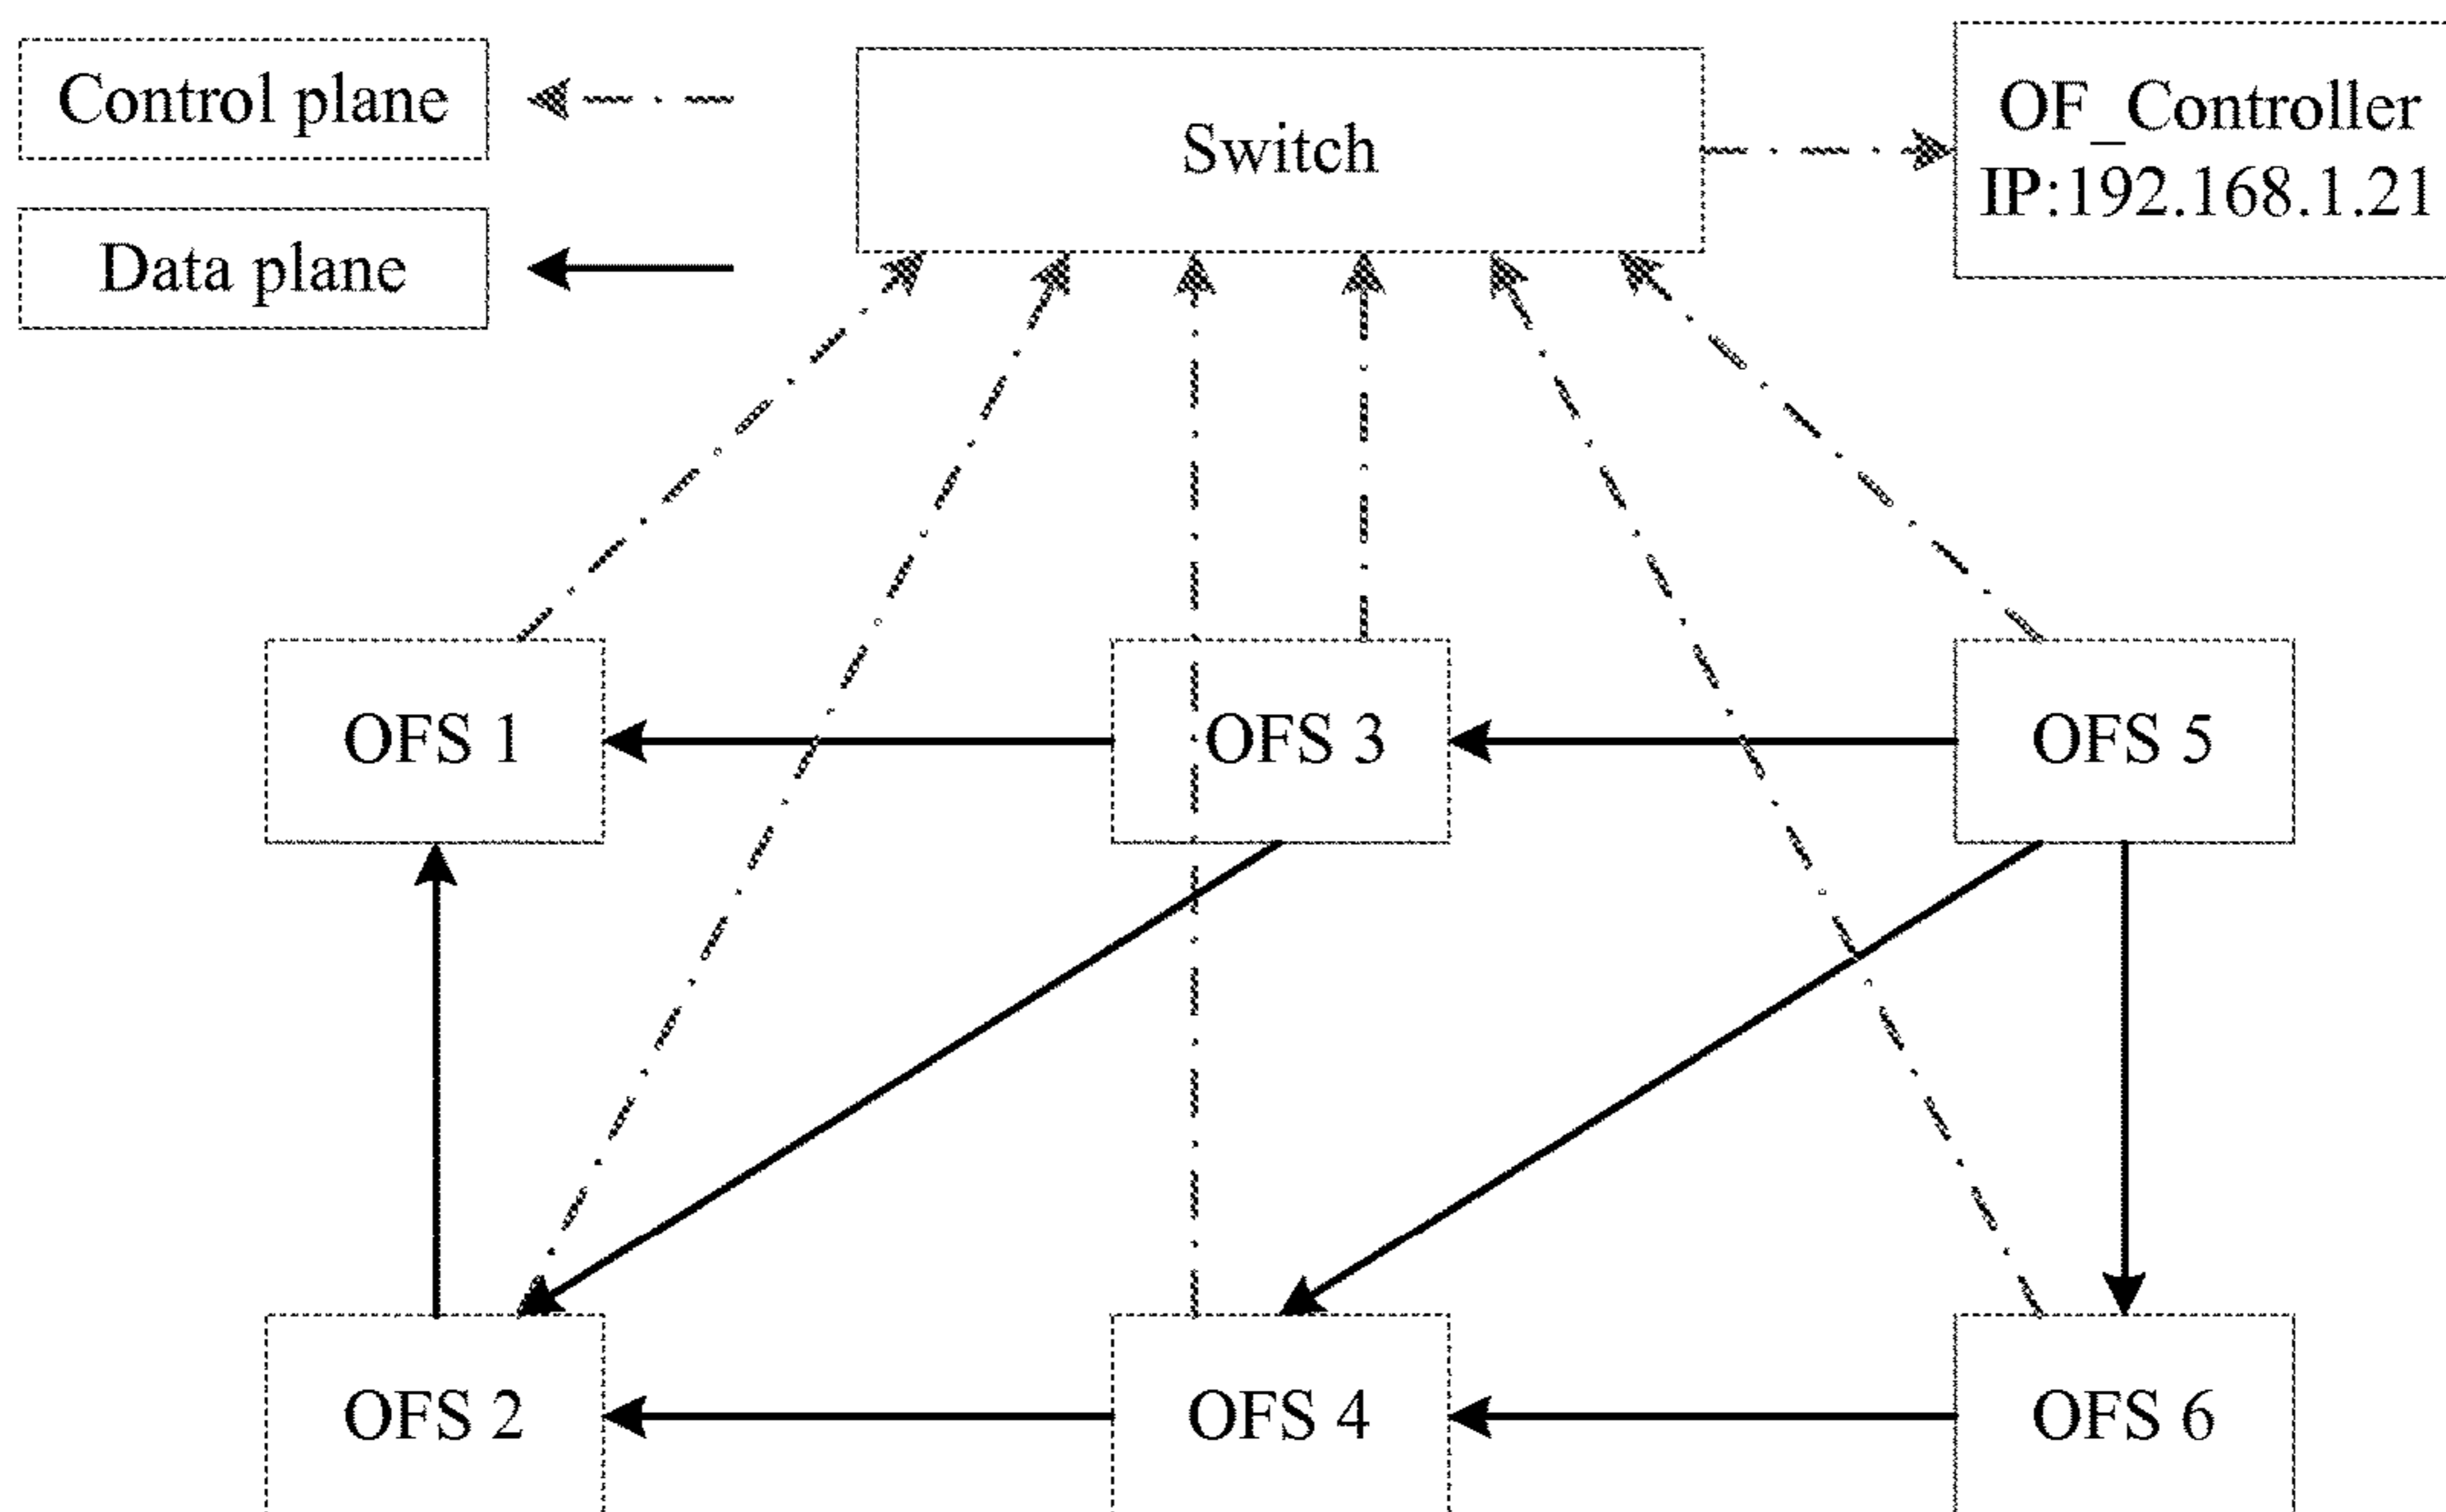 Control plane
Data plane
Switch
OF_Controller
IP:192.168.1.21
OFS 1
OFS 3
OFS 5
OFS 2
OFS 4
OFS 6